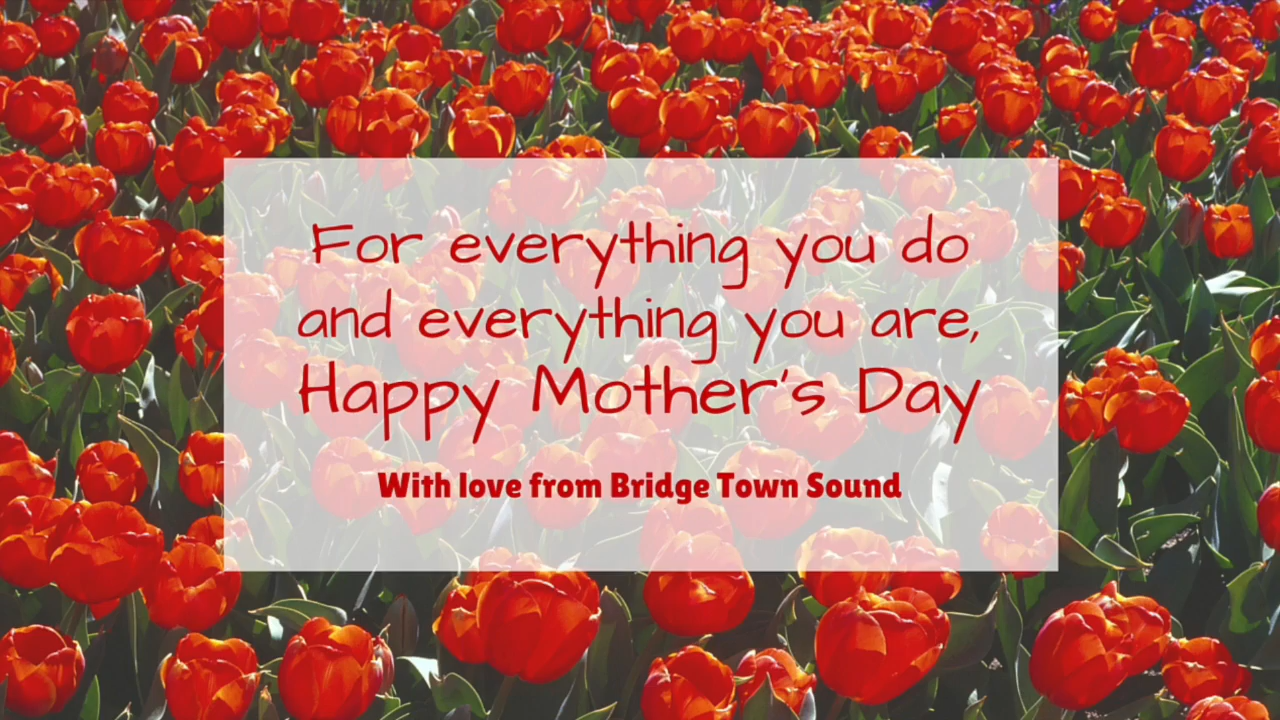 For everything you do
and everything you are,
Happy Mother's Day
With love from Bridge Town Sound